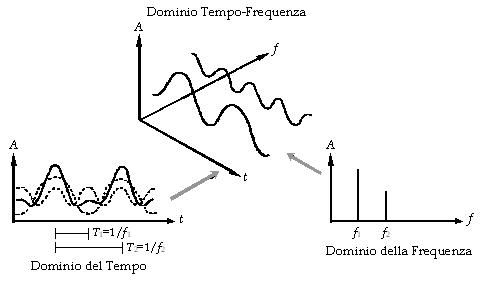 Dominio Tempo-Frequenza
A
f
t
A
t
T₁=1/f₁
T₂=1/f₂
Dominio del Tempo
A
f
f₁
f₂
Dominio della Frequenza